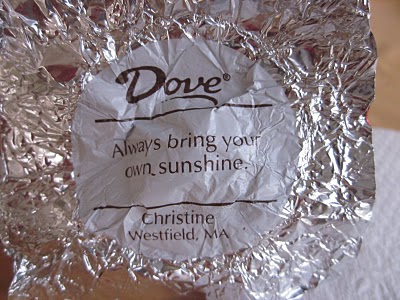 Dove®
Always bring your
own sunshine.
Christine
Westfield, MA